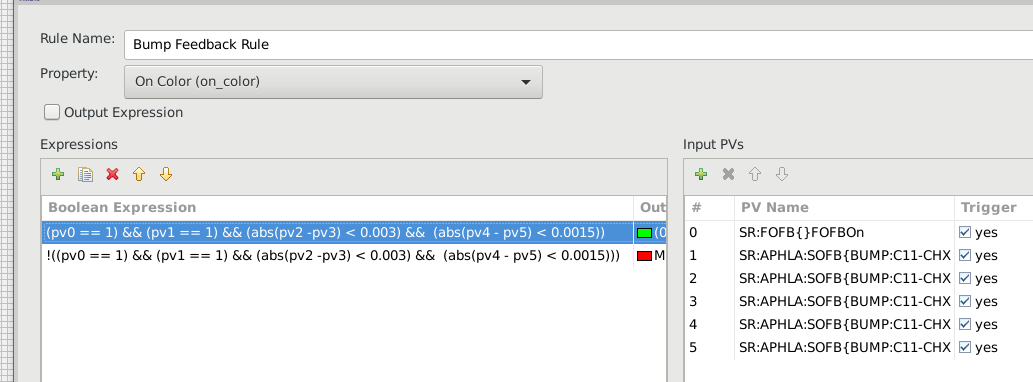 Rule Name: Bump Feedback Rule
Property: On Color (on_color)
Output Expression
Expressions
Boolean Expression Out
(pv0 == 1) && (pv1 == 1) && (abs(pv2 -pv3) < 0.003) &&  (abs(pv4 - pv5) < 0.0015)) (0
!((pv0 == 1) && (pv1 == 1) && (abs(pv2 -pv3) < 0.003) &&  (abs(pv4 - pv5) < 0.0015))) M
Input PVs
# PV Name Trigger
0 SR:FOFB{}FOFBOn yes
1 SR:APHLA:SOFB{BUMP:C11-CHX yes
2 SR:APHLA:SOFB{BUMP:C11-CHX yes
3 SR:APHLA:SOFB{BUMP:C11-CHX yes
4 SR:APHLA:SOFB{BUMP:C11-CHX yes
5 SR:APHLA:SOFB{BUMP:C11-CHX yes